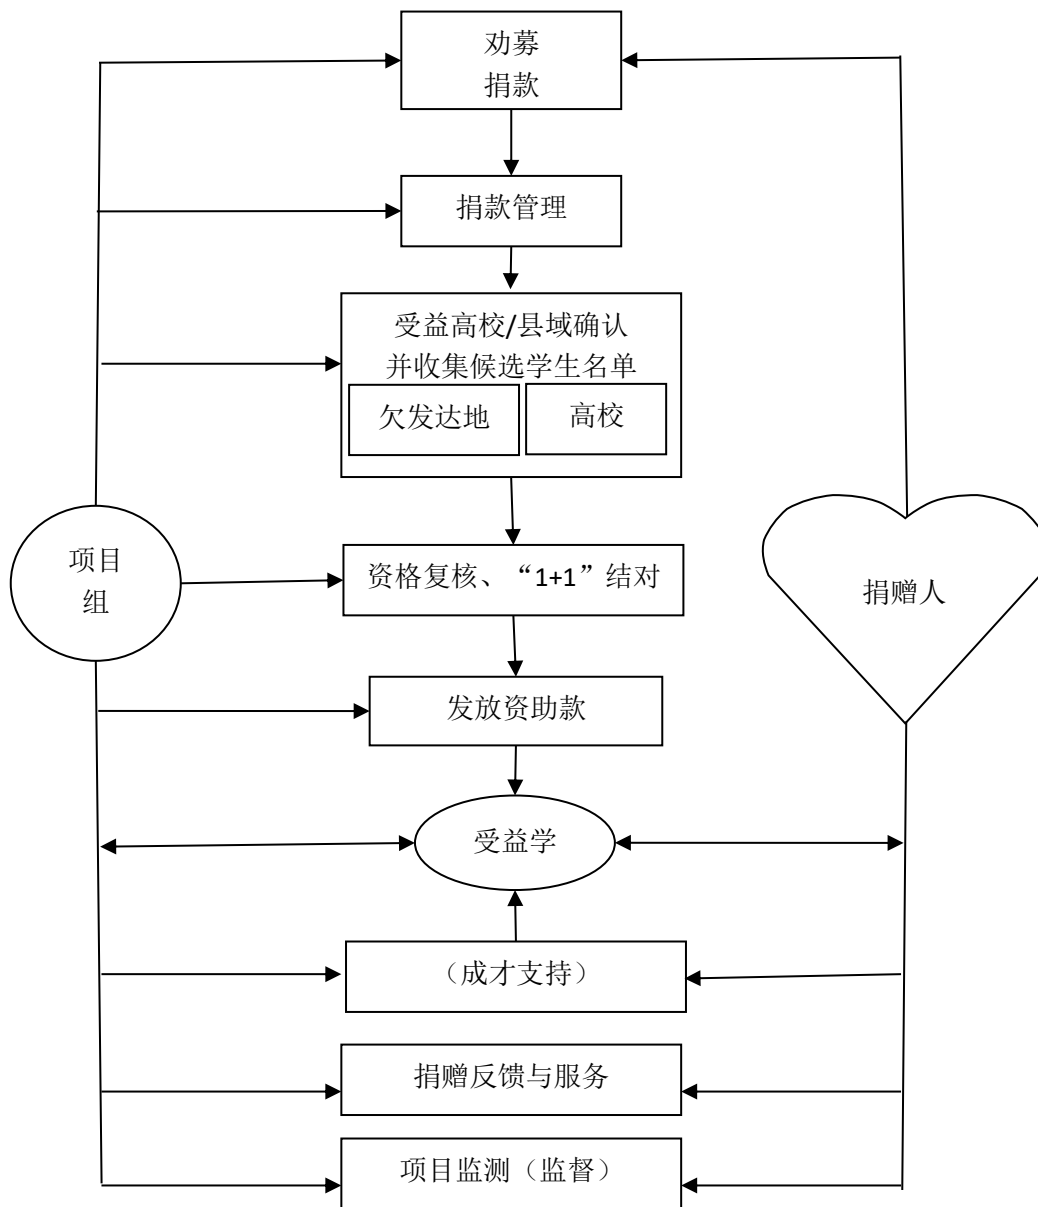 劝募
捐款
捐款管理
受益高校/县域确认
并收集候选学生名单
欠发达地
高校
项目
组
资格复核、“1+1”结对
捐赠人
发放资助款
受益学
（成才支持）
捐赠反馈与服务
项目监测（监督）